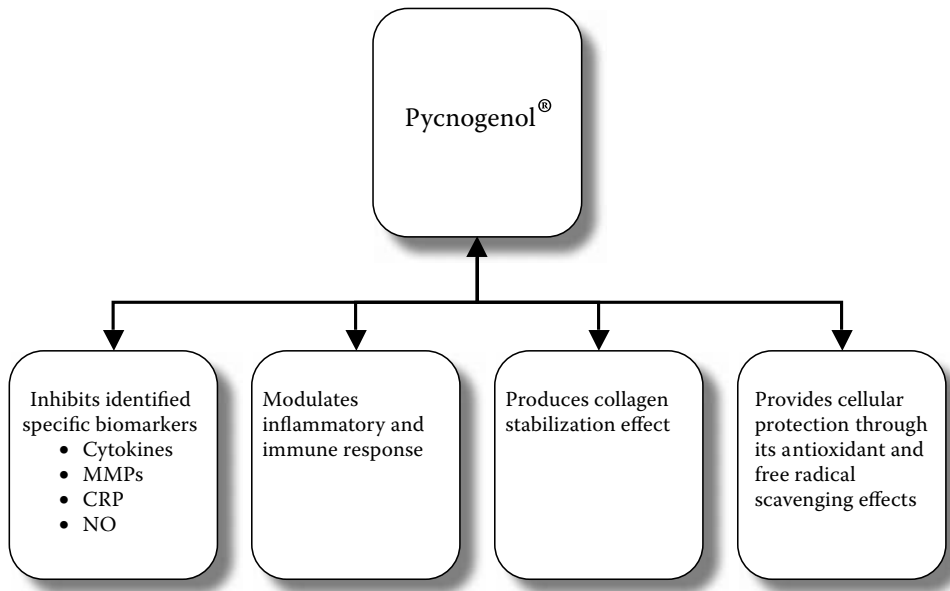 Pycnogenol®
Inhibits identified
specific biomarkers
• Cytokines
• MMPs
• CRP
• NO
Modulates
inflammatory and
immune response
Produces collagen
stabilization effect
Provides cellular
protection through
its antioxidant and
free radical
scavenging effects